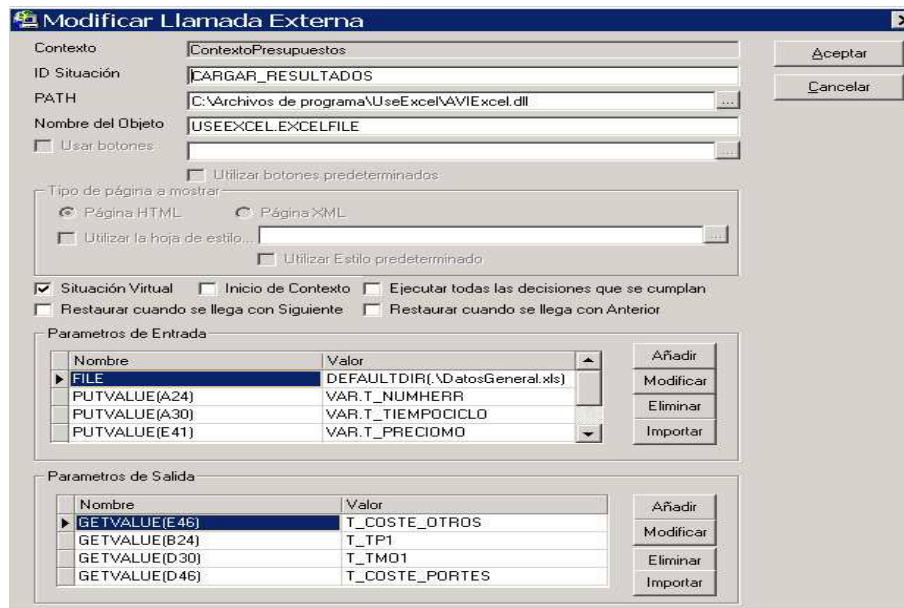 Modificar Llamada Externa
Contexto
ContextoPresupuestos
Aceptar
ID Situación
CARGAR_RESULTADOS
Cancelar
PATH
C:\Archivos de programa\UseExcel\AVIExcel.dll
...
Nombre del Objeto
USEEXCEL.EXCELFILE
Usar botones
...
Utilizar botones predeterminados
Tipo de página a mostrar
Página HTML
Página XML
Utilizar la hoja de estilo...
...
Utilizar Estilo predeterminado
Situación Virtual
Inicio de Contexto
Ejecutar todas las decisiones que se cumplan
Restaurar cuando se llega con Siguiente
Restaurar cuando se llega con Anterior
Parametros de Entrada
Nombre Valor
FILE DEFAULTDIR(.\DatosGeneral.xls)
PUTVALUE(A24) VAR.T_NUMHERR
PUTVALUE(A30) VAR.T_TIEMPOCICLO
PUTVALUE(E41) VAR.T_PRECIOMO
Añadir
Modificar
Eliminar
Importar
Parametros de Salida
Nombre Valor
GETVALUE(E46) T_COSTE_OTROS
GETVALUE(B24) T_TP1
GETVALUE(D30) T_TMO1
GETVALUE(D46) T_COSTE_PORTES
Añadir
Modificar
Eliminar
Importar